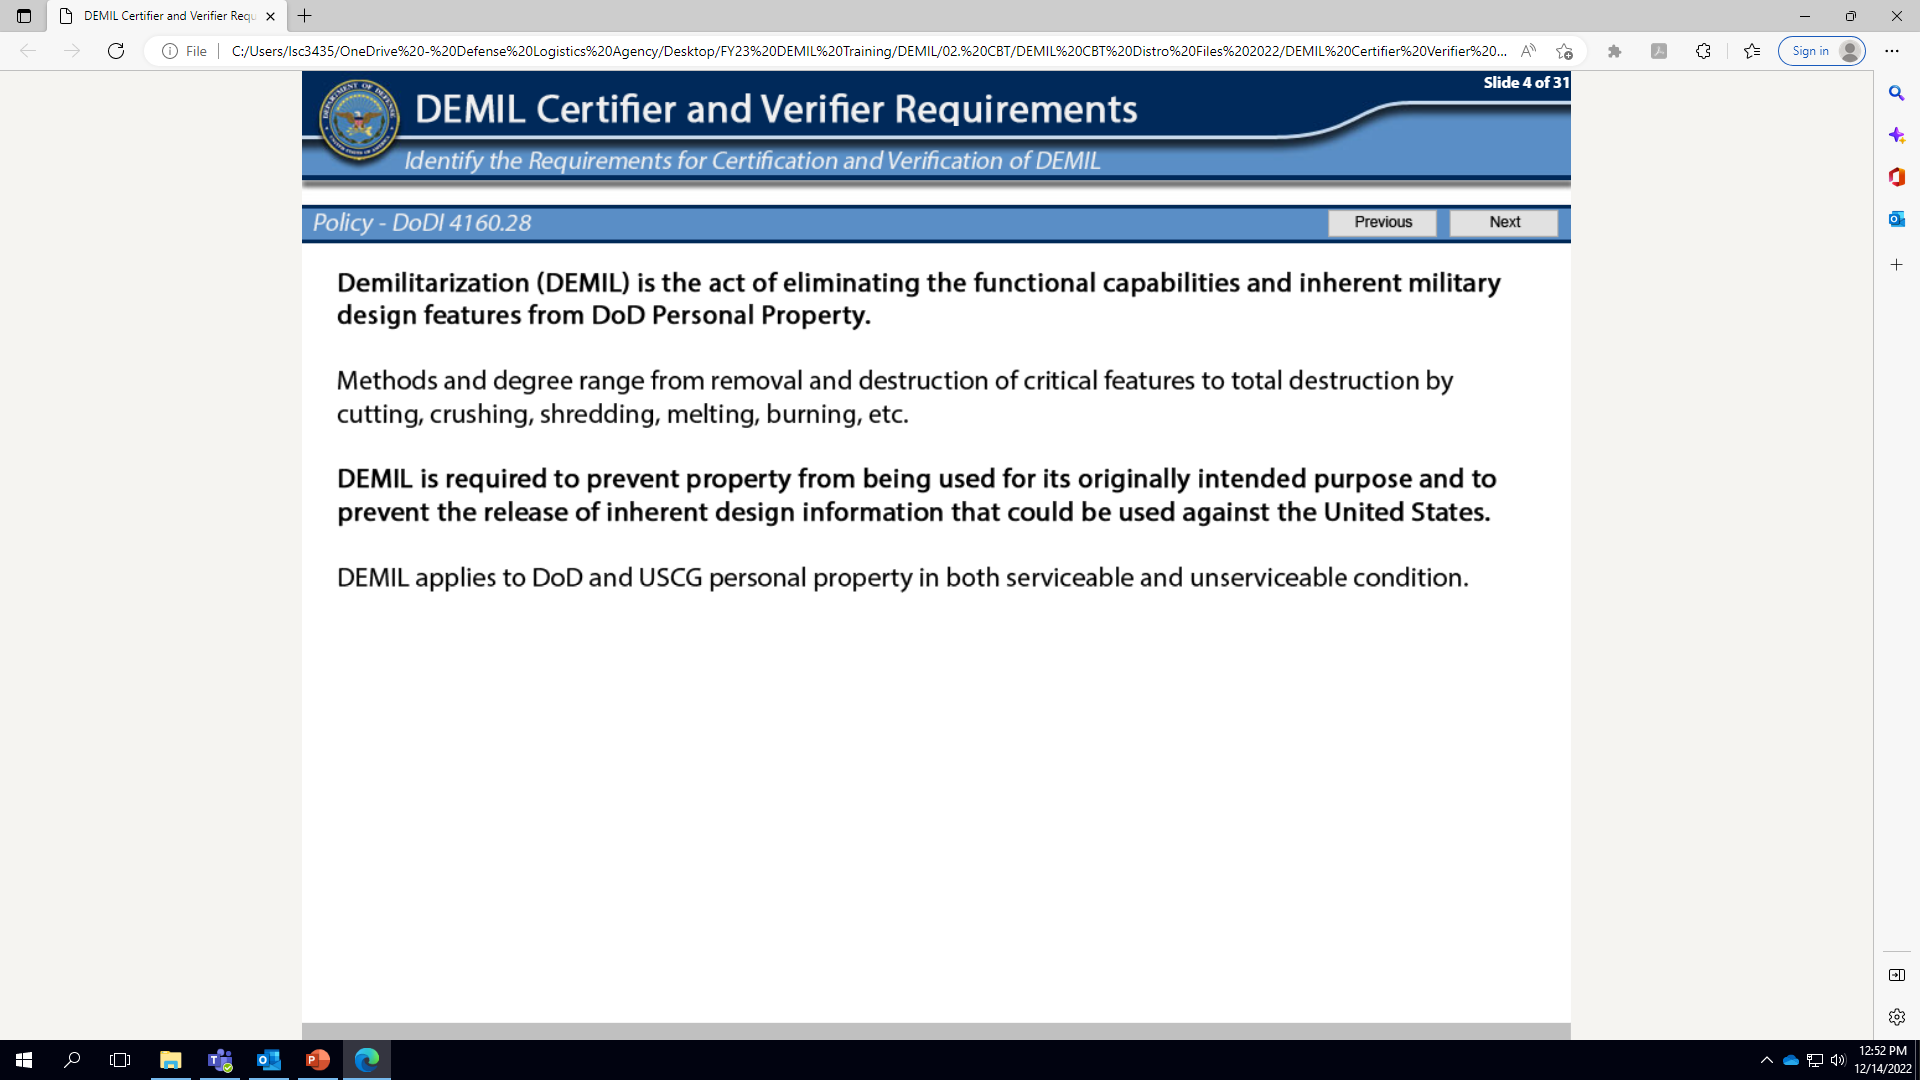 DEMIL Certifier and Verifier Requ
File
C:/Users/lsc3435/OneDrive%20-%20Defense%20Logistics%20Agency/Desktop/FY23%20DEMIL%20Training/DEMIL/02.%20CBT/DEMIL%20CBT%20Distro%20Files%202022/DEMIL%20Certifier%20Verifier%20...
Sign in
Slide 4 of 31
DEMIL Certifier and Verifier Requirements
Identify the Requirements for Certification and Verification of DEMIL
Policy - DoDI 4160.28
Previous
Next
Demilitarization (DEMIL) is the act of eliminating the functional capabilities and inherent military
design features from DoD Personal Property.
Methods and degree range from removal and destruction of critical features to total destruction by
cutting, crushing, shredding, melting, burning, etc.
DEMIL is required to prevent property from being used for its originally intended purpose and to
prevent the release of inherent design information that could be used against the United States.
DEMIL applies to DoD and USCG personal property in both serviceable and unserviceable condition.
12:52 PM
12/14/2022